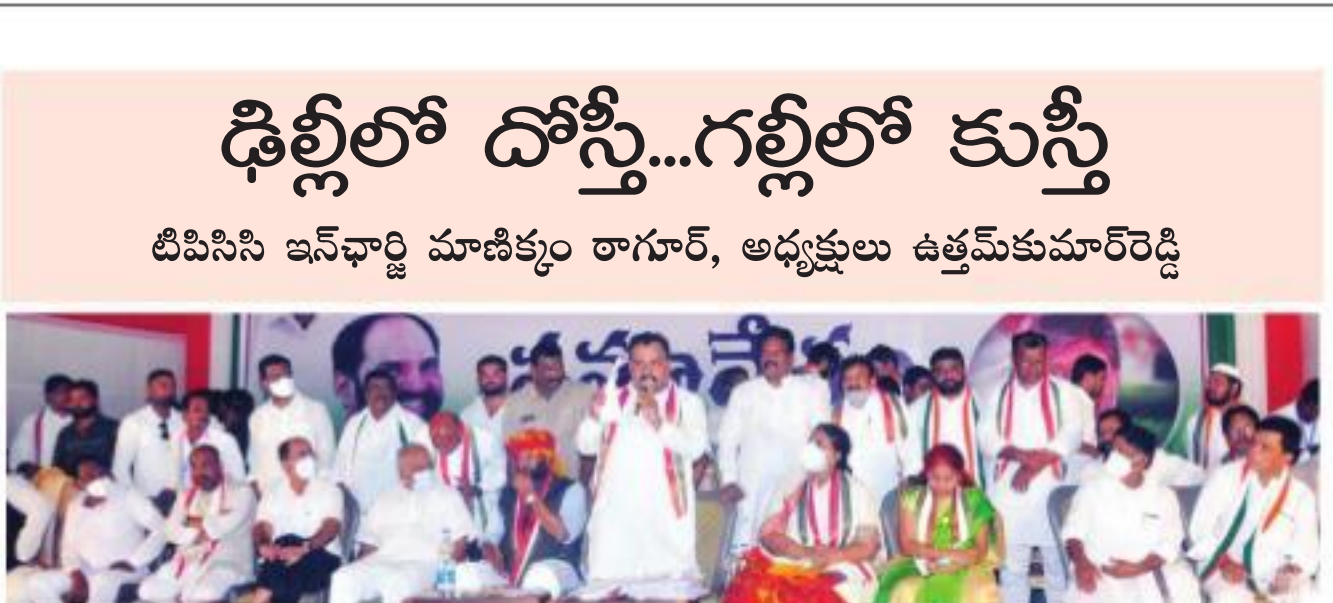 ఢిల్లీలో దోస్తీ...గల్లీలో కుస్తీ
టిపిసిసి ఇన్‌ఛార్జి మాణిక్కం ఠాగూర్, అధ్యక్షులు ఉత్తమ్‌కుమార్‌రెడ్డి